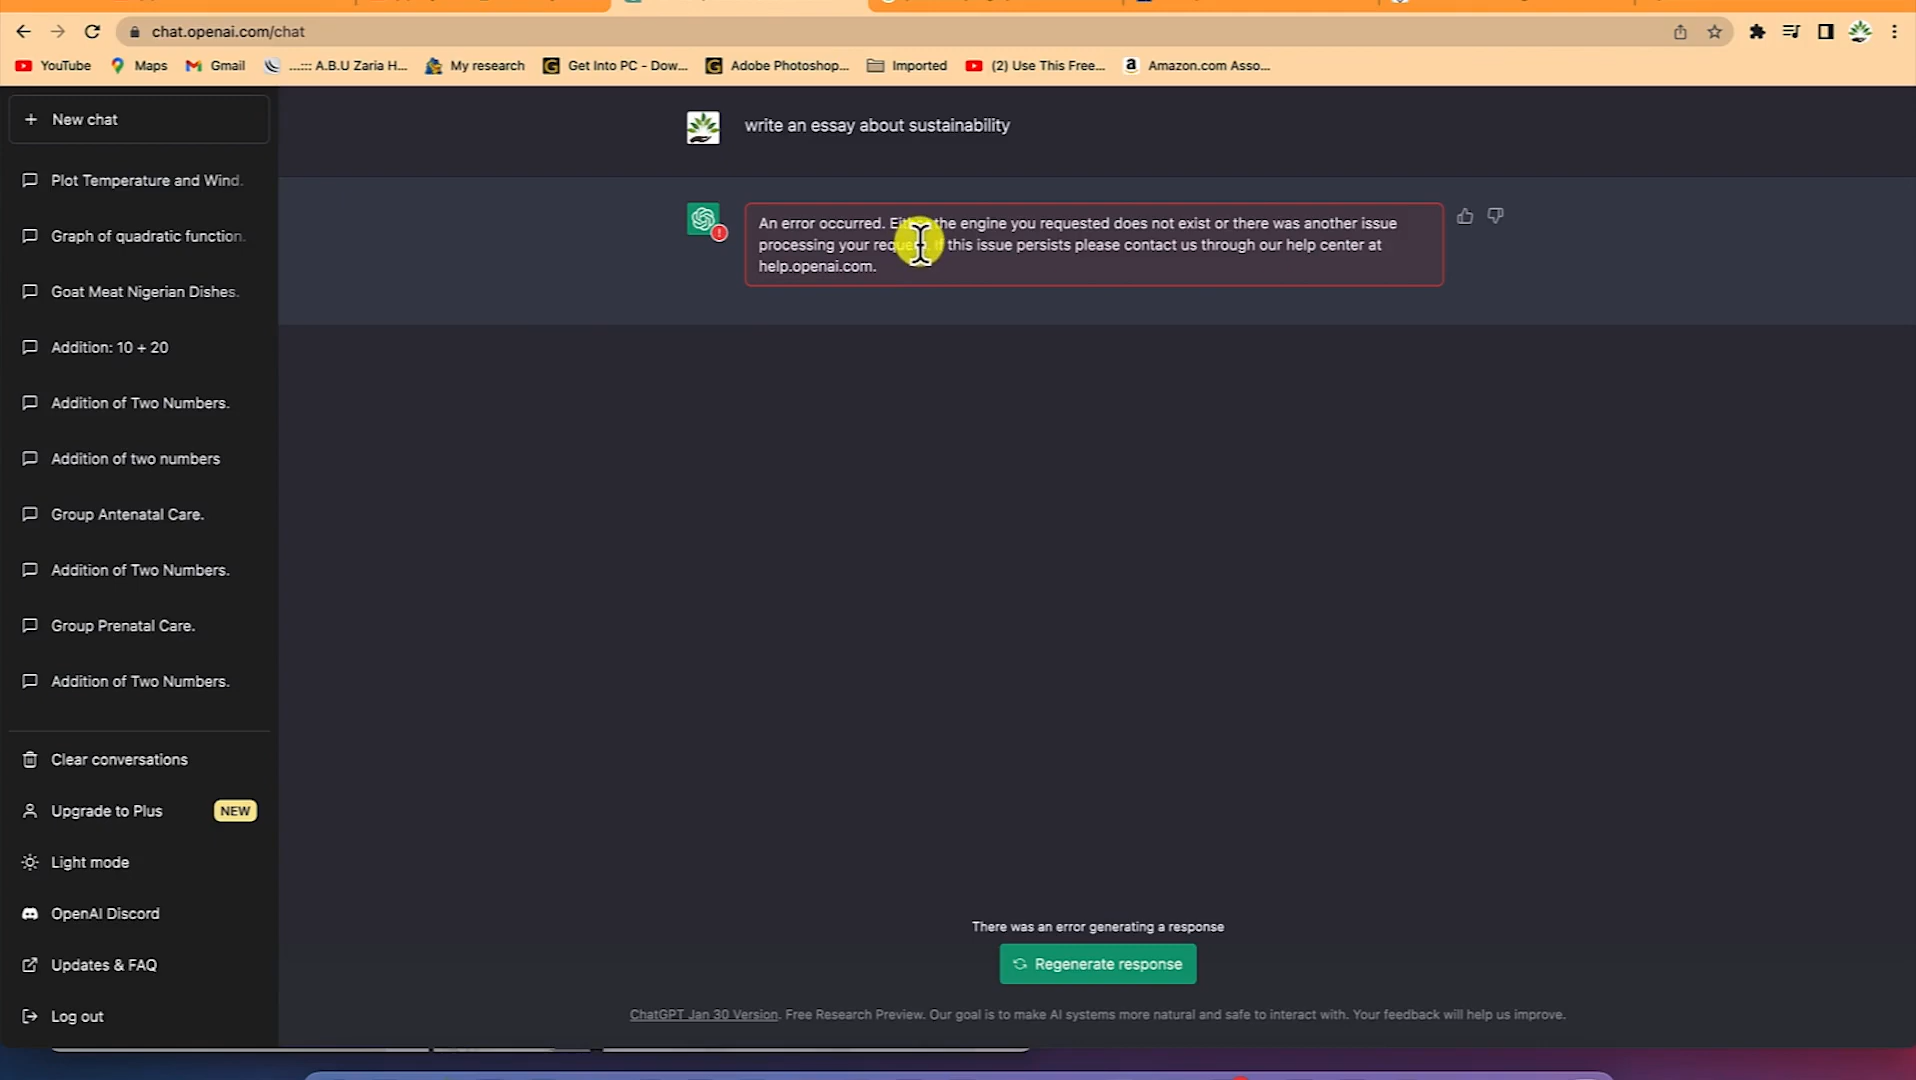 chat.openai.com/chat
YouTube Maps Gmail ...::: A.B.U Zaria H... My research Get Into PC - Dow... Adobe Photoshop... Imported (2) Use This Free... Amazon.com Asso...
+ New chat
write an essay about sustainability
Plot Temperature and Wind.
An error occurred. the engine you requested does not exist or there was another issue
processing your If this issue persists please contact us through our help center at
help.openai.com.
Graph of quadratic function.
Goat Meat Nigerian Dishes.
Addition: 10 + 20
Addition of Two Numbers.
Addition of two numbers
Group Antenatal Care.
Addition of Two Numbers.
Group Prenatal Care.
Addition of Two Numbers.
Clear conversations
Upgrade to Plus NEW
Light mode
OpenAI Discord
Updates & FAQ
Log out
There was an error generating a response
Regenerate response
ChatGPT Jan 30 Version. Free Research Preview. Our goal is to make AI systems more natural and safe to interact with. Your feedback will help us improve.